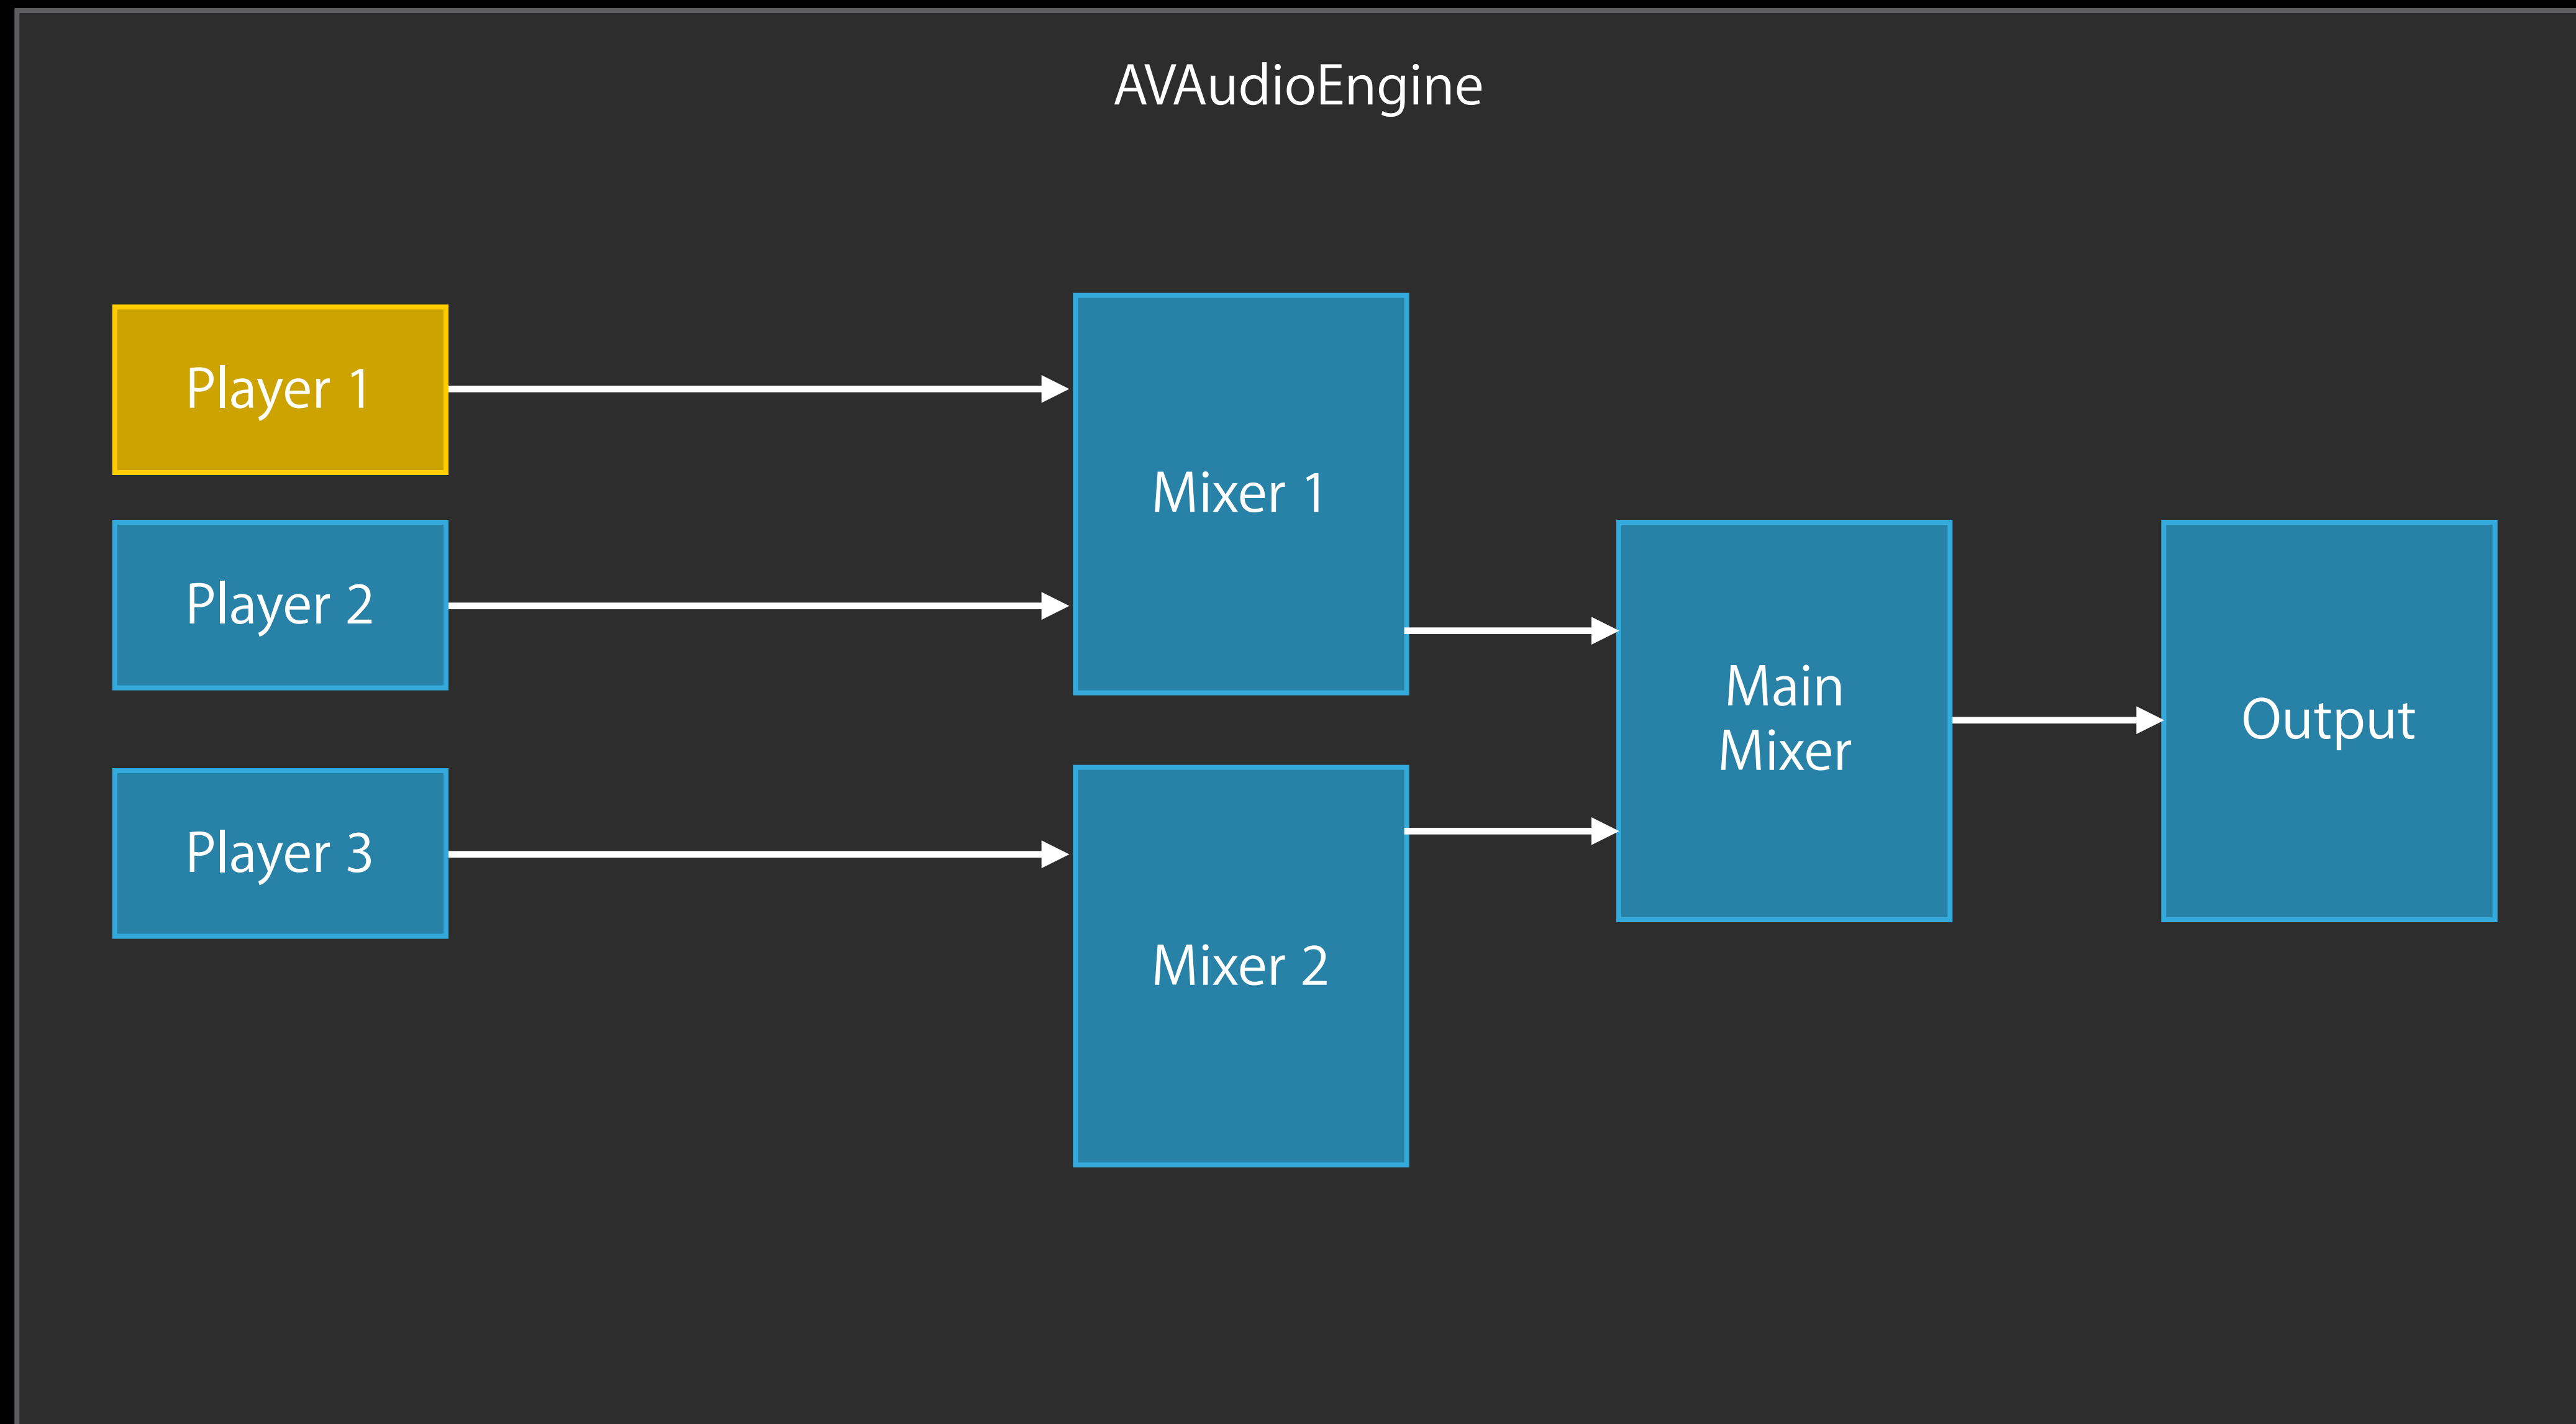 AVAudioEngine
Player 1
Player 2
Player 3
Mixer 1
Mixer 2
Main
Mixer
Output